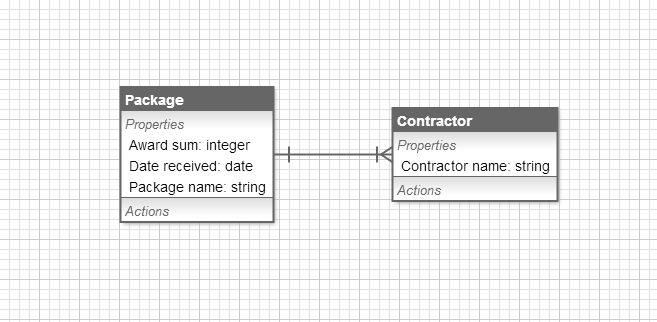 Package
Properties
Award sum: integer
Date received: date
Package name: string
Actions
Contractor
Properties
Contractor name: string
Actions